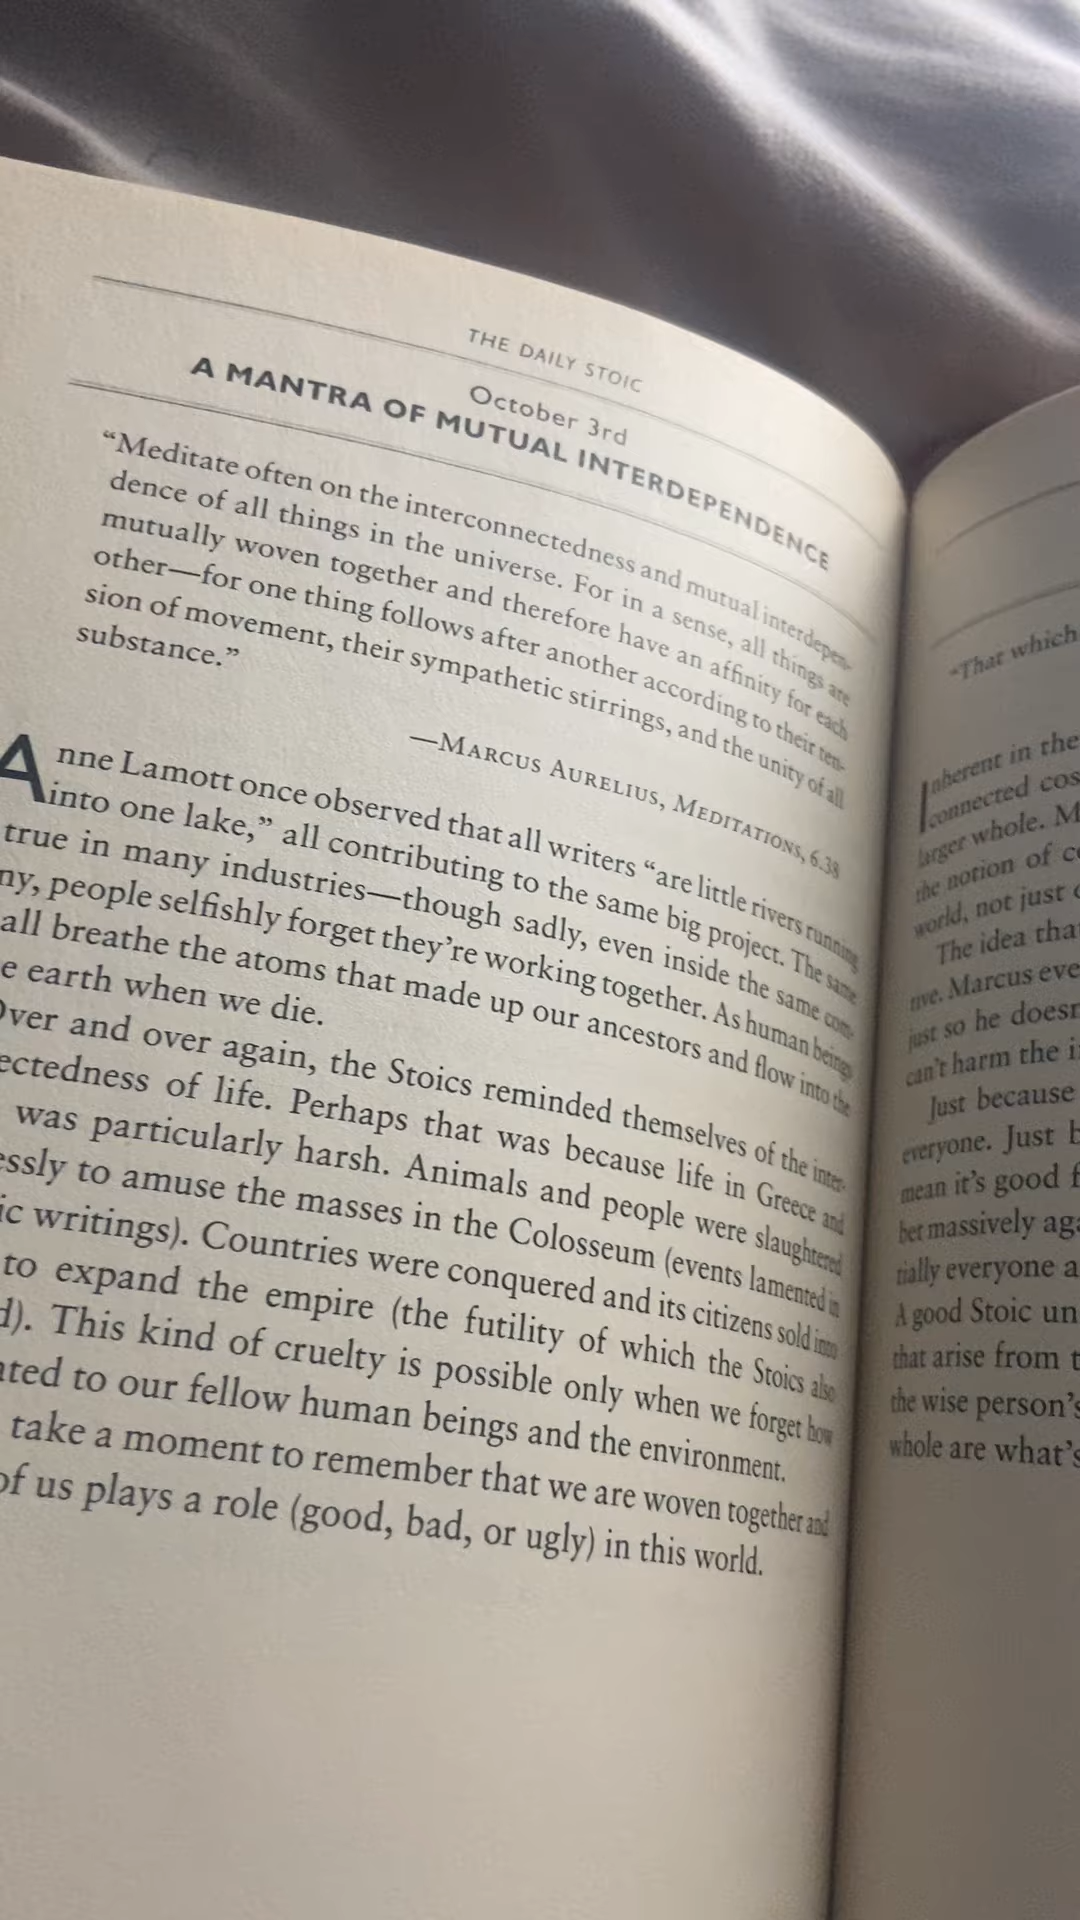 THE DAILY STOIC
October 3rd
A MANTRA OF MUTUAL INTERDEPENDENCE
“Meditate often on the interconnectedness and mutual interdepen-
dence of all things in the universe. For in a sense, all things are
mutually woven together and therefore have an affinity for each
other—for one thing follows after another according to their ten-
sion of movement, their sympathetic stirrings, and the unity of all
substance.”
—MARCUS AURELIUS, MEDITATIONS, 6.38
Anne Lamott once observed that all writers “are little rivers running
into one lake,” all contributing to the same big project. The same
true in many industries—though sadly, even inside the same com-
ny, people selfishly forget they’re working together. As human beings
all breathe the atoms that made up our ancestors and flow into the
e earth when we die.
Over and over again, the Stoics reminded themselves of the inter-
ectedness of life. Perhaps that was because life in Greece and
was particularly harsh. Animals and people were slaughtered
essly to amuse the masses in the Colosseum (events lamented in
ic writings). Countries were conquered and its citizens sold into
to expand the empire (the futility of which the Stoics also
d). This kind of cruelty is possible only when we forget how
ated to our fellow human beings and the environment.
take a moment to remember that we are woven together and
of us plays a role (good, bad, or ugly) in this world.
“That which
Inherent in the
connected cos
larger whole. M
the notion of co
world, not just
The idea tha
tive. Marcus eve
just so he doesn
can’t harm the i
Just because
everyone. Just b
mean it’s good f
ber massively aga
tially everyone a
A good Stoic un
that arise from t
the wise person’s
whole are what’s